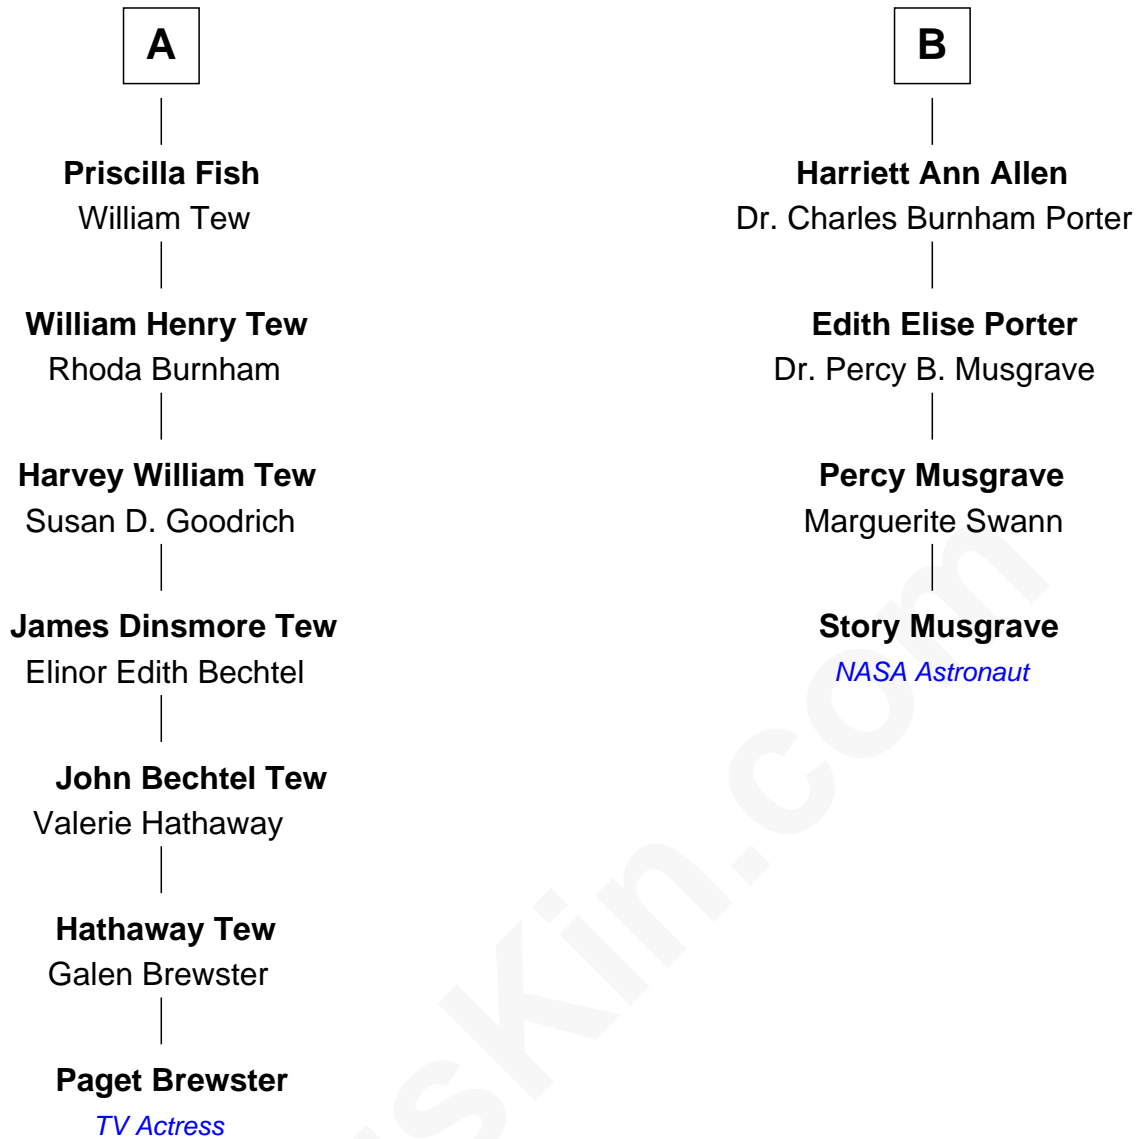 A
Priscilla Fish
William Tew
William Henry Tew
Rhoda Burnham
Harvey William Tew
Susan D. Goodrich
James Dinsmore Tew
Elinor Edith Bechtel
John Bechtel Tew
Valerie Hathaway
Hathaway Tew
Galen Brewster
Paget Brewster
TV Actress
B
Harriett Ann Allen
Dr. Charles Burnham Porter
Edith Elise Porter
Dr. Percy B. Musgrave
Percy Musgrave
Marguerite Swann
Story Musgrave
NASA Astronaut